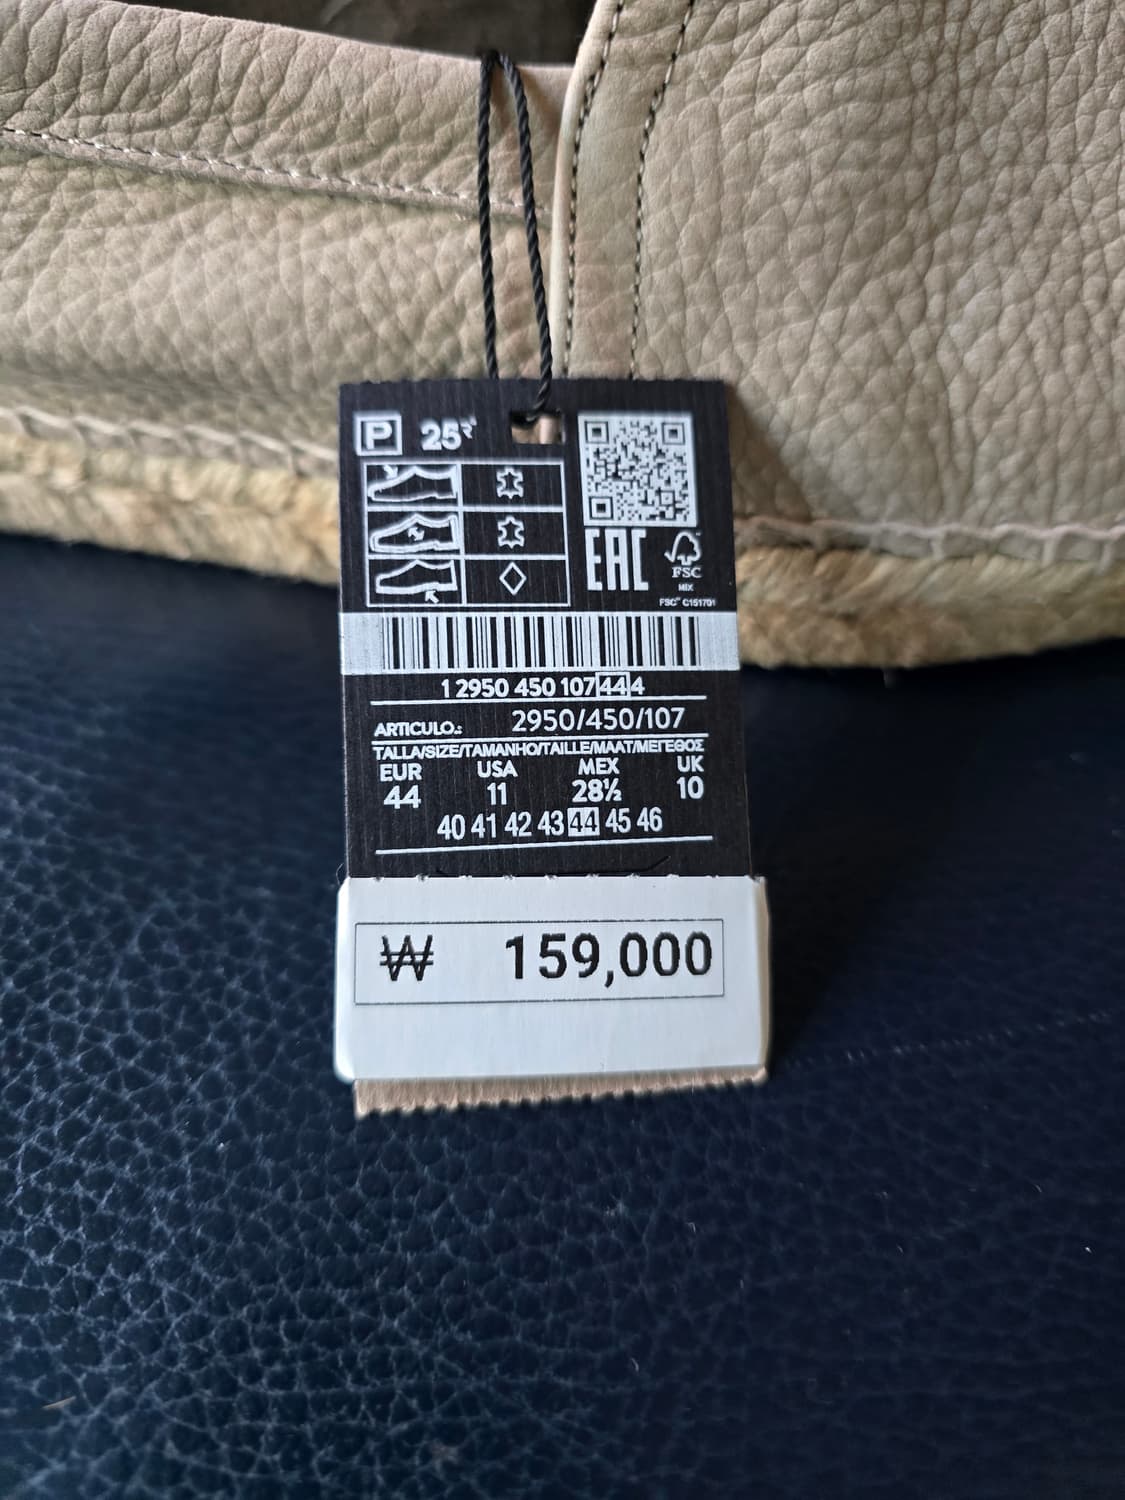 P 25
EAC
FSC
MIX
FSC™ C151701
1 2950 450 107 44 4
ARTICULO.: 2950/450/107
TALLA/SIZE/TAMANHO/TAILLE/MAAT/ΜΕΓΕΘΟΣ
EUR USA MEX UK
44 11 28½ 10
40 41 42 43 44 45 46
₩ 159,000